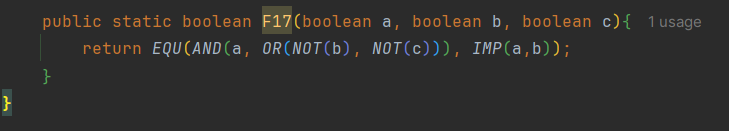 public static boolean F17(boolean a, boolean b, boolean c){ 1 usage
return EQU(AND(a, OR(NOT(b), NOT(c))), IMP(a,b));
}
}